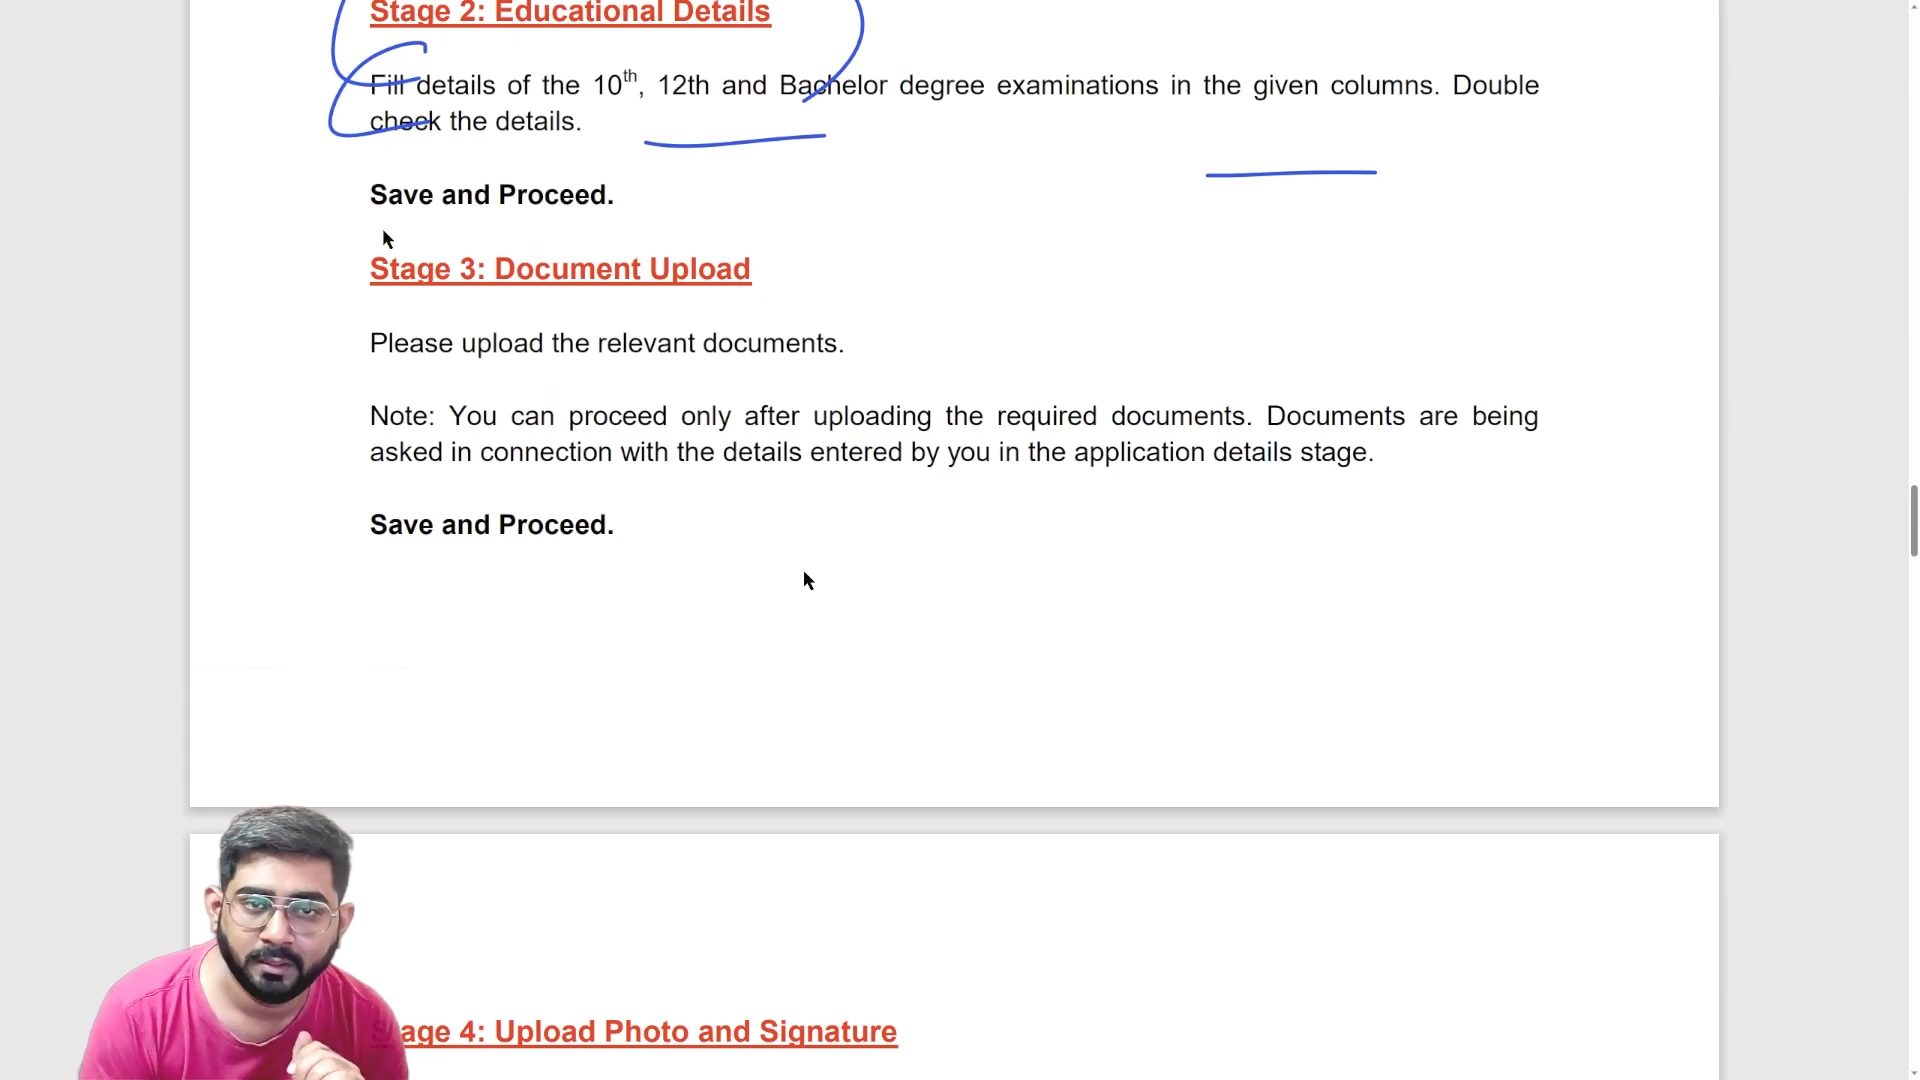 Stage 2: Educational Details
Fill details of the 10th, 12th and Bachelor degree examinations in the given columns. Double
check the details.
Save and Proceed.
Stage 3: Document Upload
Please upload the relevant documents.
Note: You can proceed only after uploading the required documents. Documents are being
asked in connection with the details entered by you in the application details stage.
Save and Proceed.
Stage 4: Upload Photo and Signature